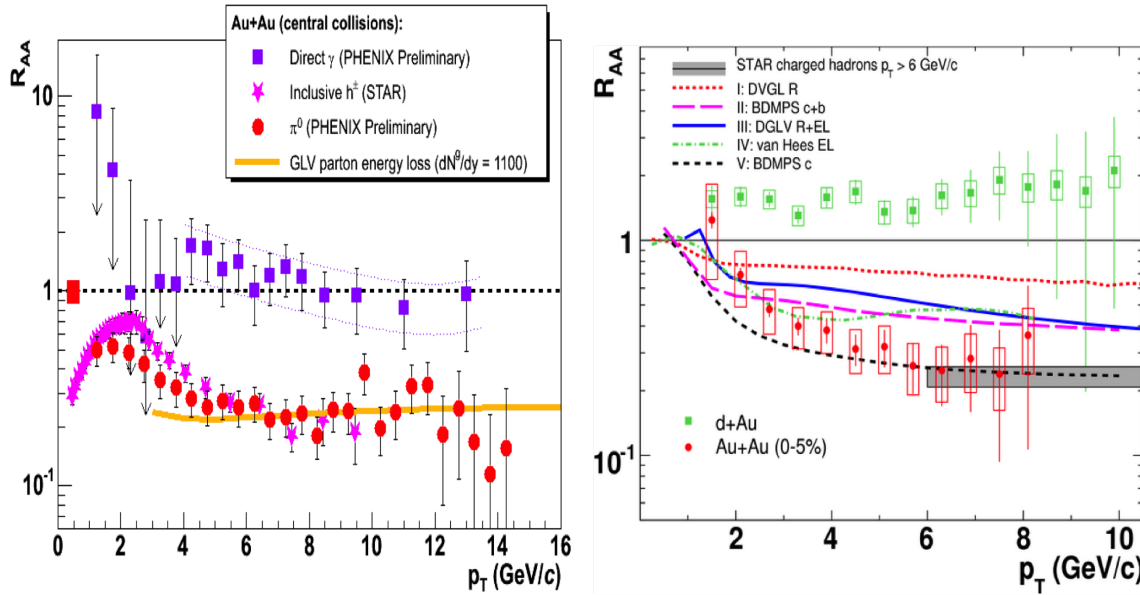 Au+Au (central collisions):
Direct γ (PHENIX Preliminary)
Inclusive h± (STAR)
π⁰ (PHENIX Preliminary)
GLV parton energy loss (dNᵍ/dy = 1100)
R_AA
10
1
10⁻¹
0 2 4 6 8 10 12 14 16
p_T (GeV/c)
STAR charged hadrons p_T > 6 GeV/c
I: DVGL R
II: BDMPS c+b
III: DGLV R+EL
IV: van Hees EL
V: BDMPS c
R_AA
1
10⁻¹
d+Au
Au+Au (0-5%)
2 4 6 8 10
p_T (GeV/c)